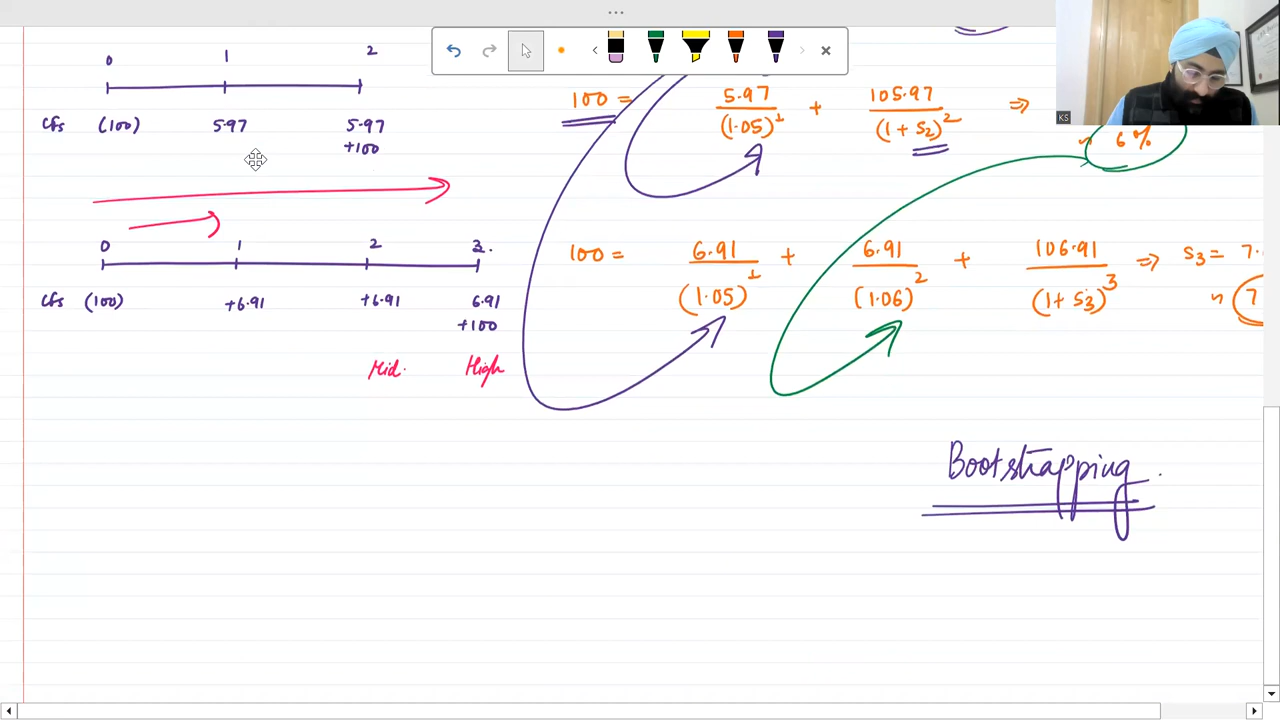 0 1 2
Cfs (100) 5.97 5.97
+100
100 = 5.97/(1.05)^1 + 105.97/(1+S2)^2 ⇒
~ 6%
KS
0 1 2 3.
Cfs (100) +6.91 +6.91 6.91
+100
100 = 6.91/(1.05)^1 + 6.91/(1.06)^2 + 106.91/(1+S3)^3 ⇒ S3 = 7.
~ 7
Mid. High
Bootstrapping.